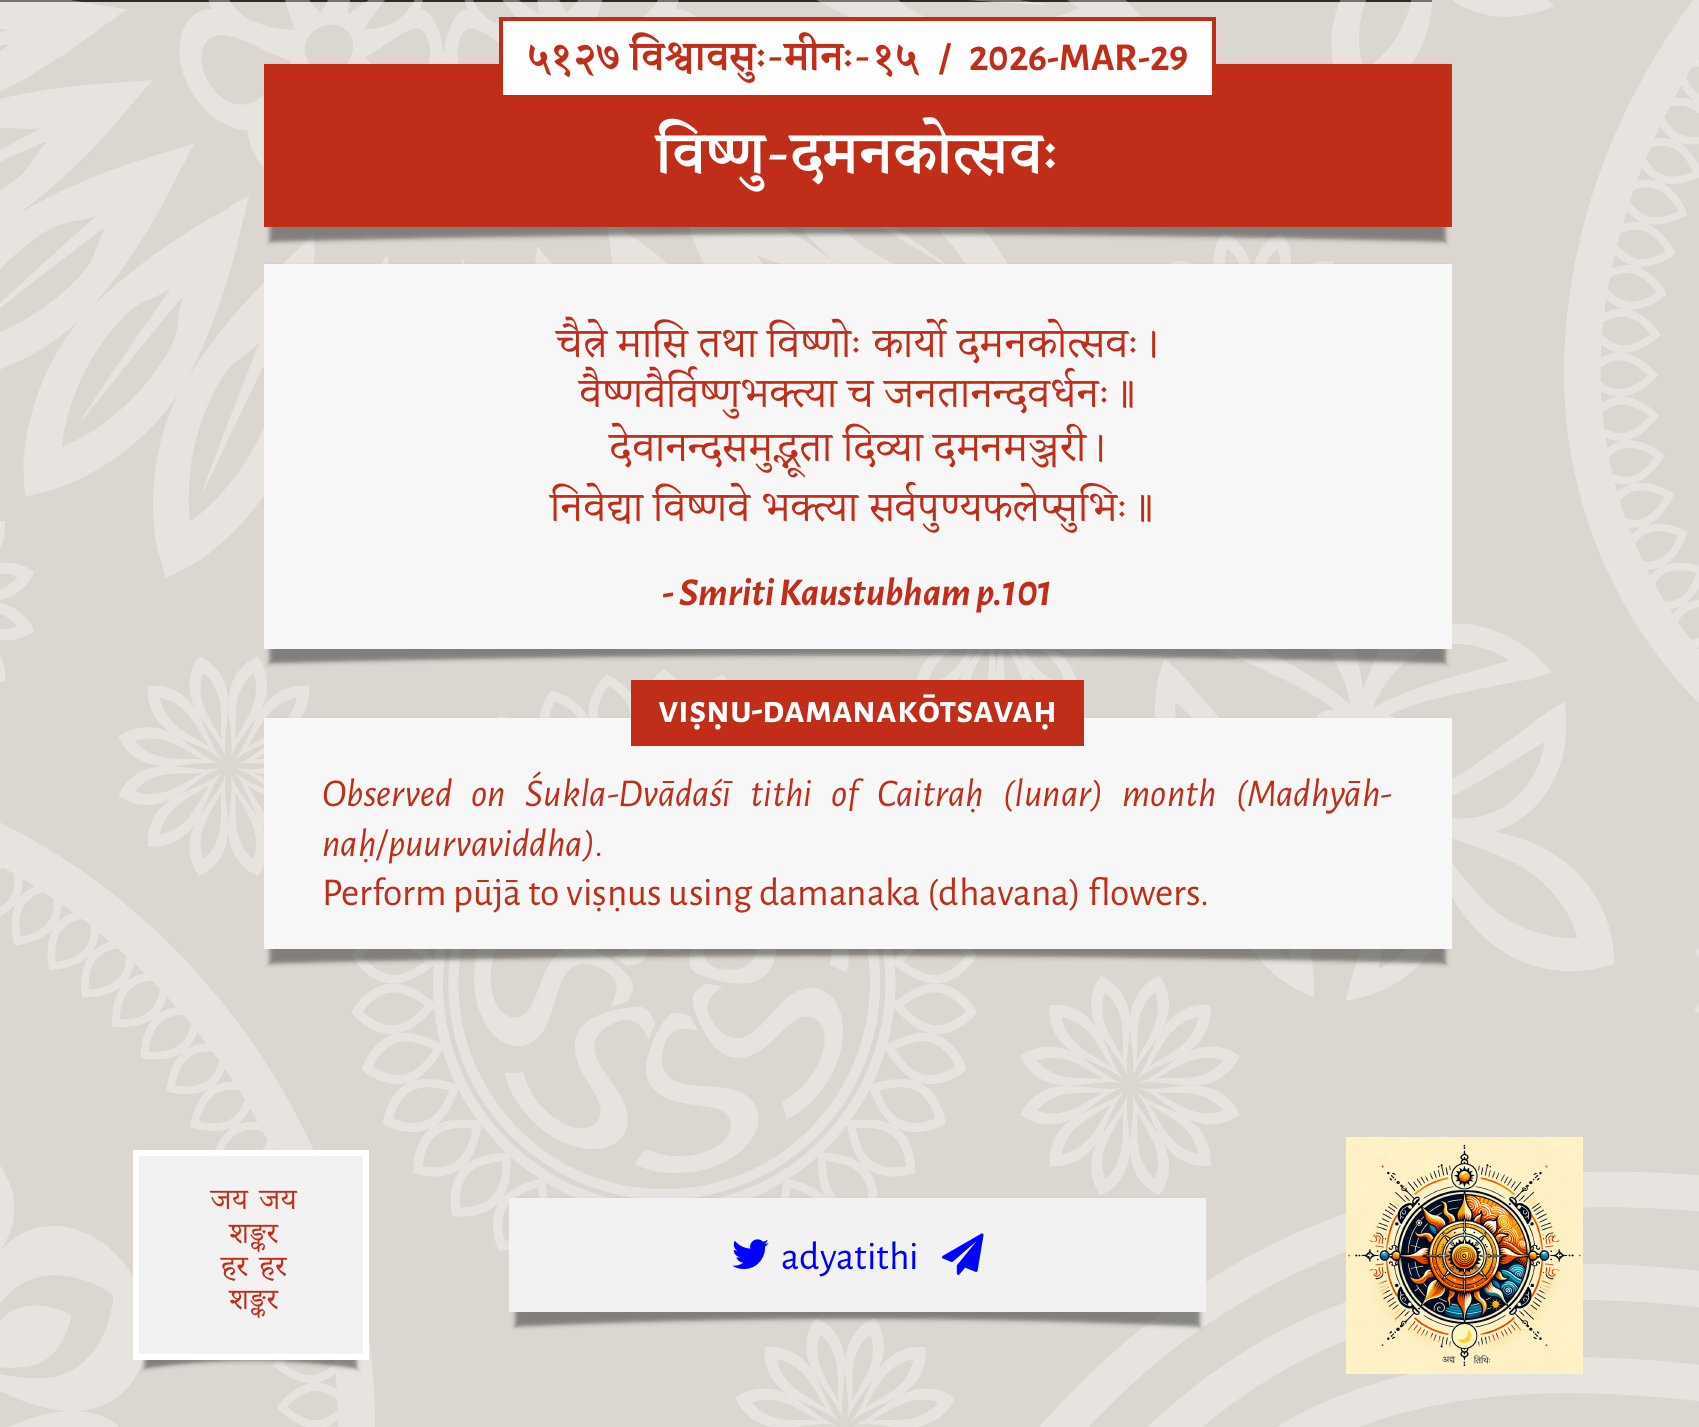 ५१२७ विश्वावसुः-मीनः-१५ / 2026-MAR-29
विष्णु-दमनकोत्सवः
चैत्रे मासि तथा विष्णोः कार्यो दमनकोत्सवः ।
वैष्णवैर्विष्णुभक्त्या च जनतानन्दवर्धनः ॥
देवानन्दसमुद्भूता दिव्या दमनमञ्जरी ।
निवेद्या विष्णवे भक्त्या सर्वपुण्यफलेप्सुभिः ॥
- Smriti Kaustubham p.101
VIṢṆU-DAMANAKŌTSAVAḤ
Observed on Śukla-Dvādaśī tithi of Caitraḥ (lunar) month (Madhyāh-
naḥ/puurvaviddha).
Perform pūjā to viṣṇus using damanaka (dhavana) flowers.
जय जय
शङ्कर
हर हर
शङ्कर
adyatithi
अद्य तिथिः